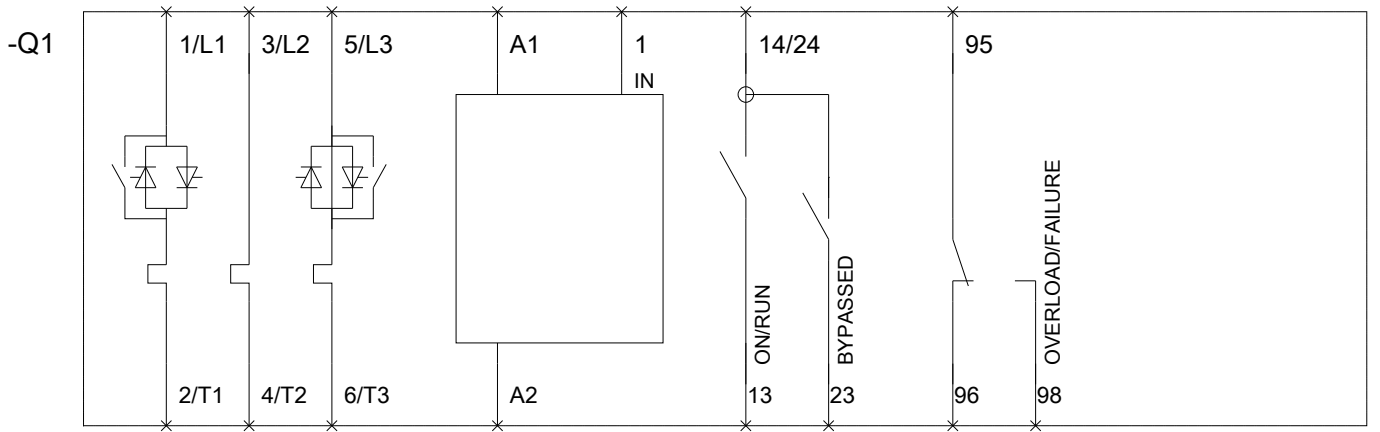 -Q1
1/L1 3/L2 5/L3 A1 1 14/24 95
IN
ON/RUN
BYPASSED
OVERLOAD/FAILURE
2/T1 4/T2 6/T3 A2 13 23 96 98